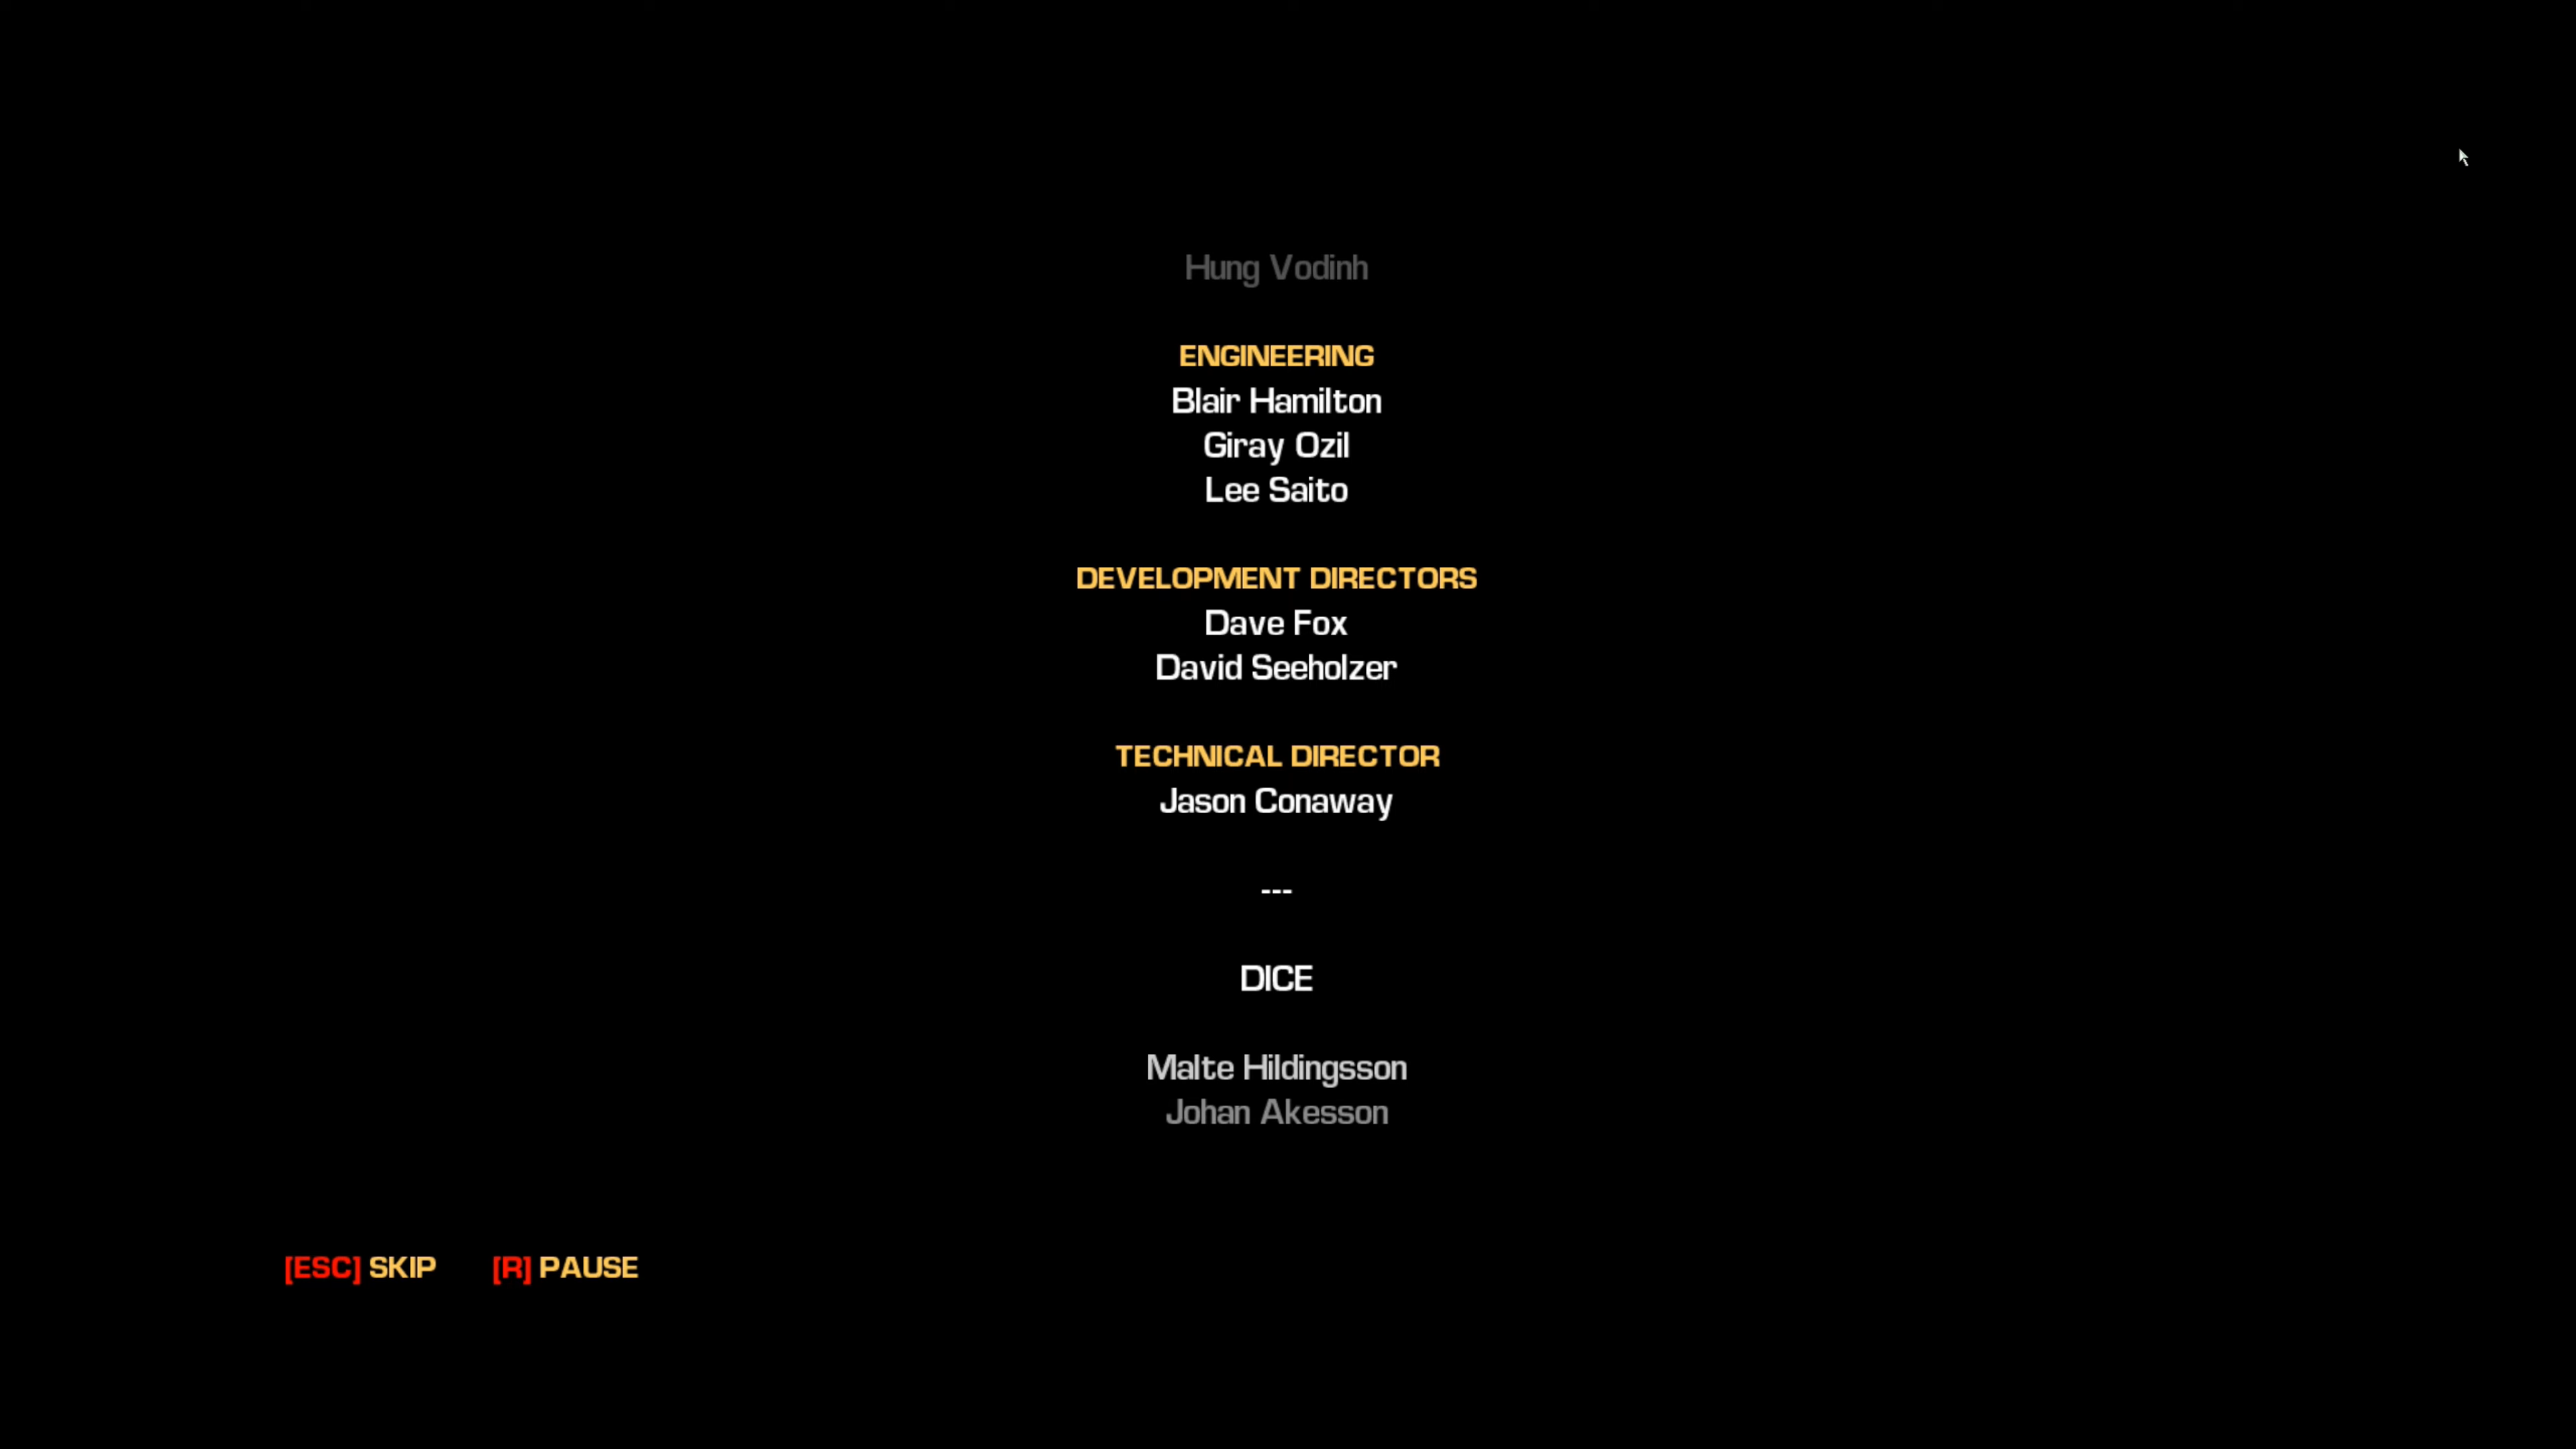 Hung Vodinh
ENGINEERING
Blair Hamilton
Giray Ozil
Lee Saito
DEVELOPMENT DIRECTORS
Dave Fox
David Seeholzer
TECHNICAL DIRECTOR
Jason Conaway
---
DICE
Malte Hildingsson
Johan Akesson
[ESC] SKIP [R] PAUSE